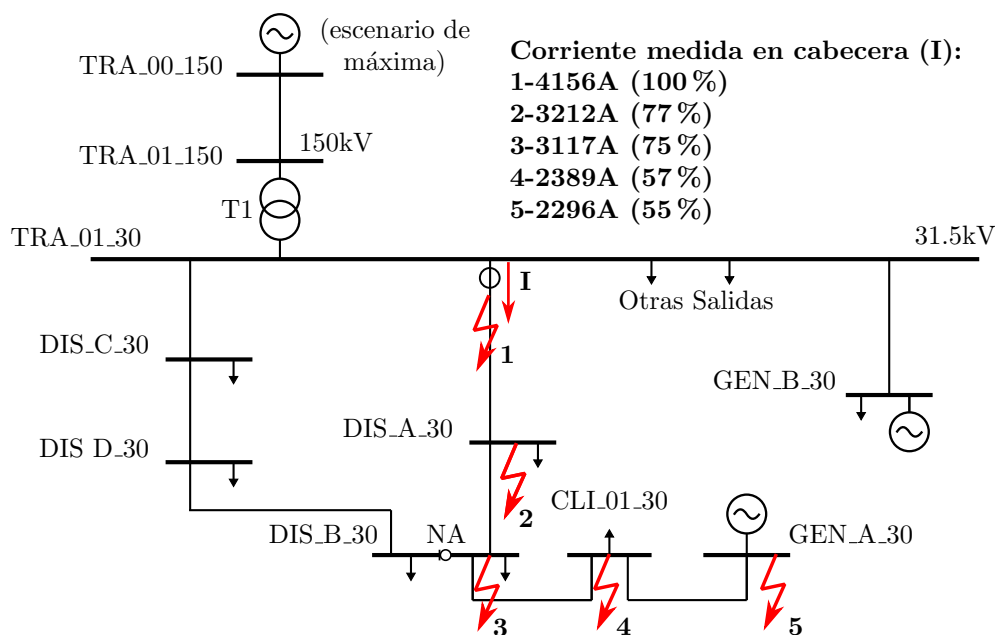 (escenario de
máxima)
TRA_00_150
Corriente medida en cabecera (I):
1-4156A (100 %)
2-3212A (77 %)
3-3117A (75 %)
4-2389A (57 %)
5-2296A (55 %)
150kV
TRA_01_150
T1
TRA_01_30
31.5kV
I
Otras Salidas
DIS_C_30
1
GEN_B_30
DIS_A_30
DIS D_30
CLI_01_30
2
DIS_B_30
NA
GEN_A_30
3
4
5